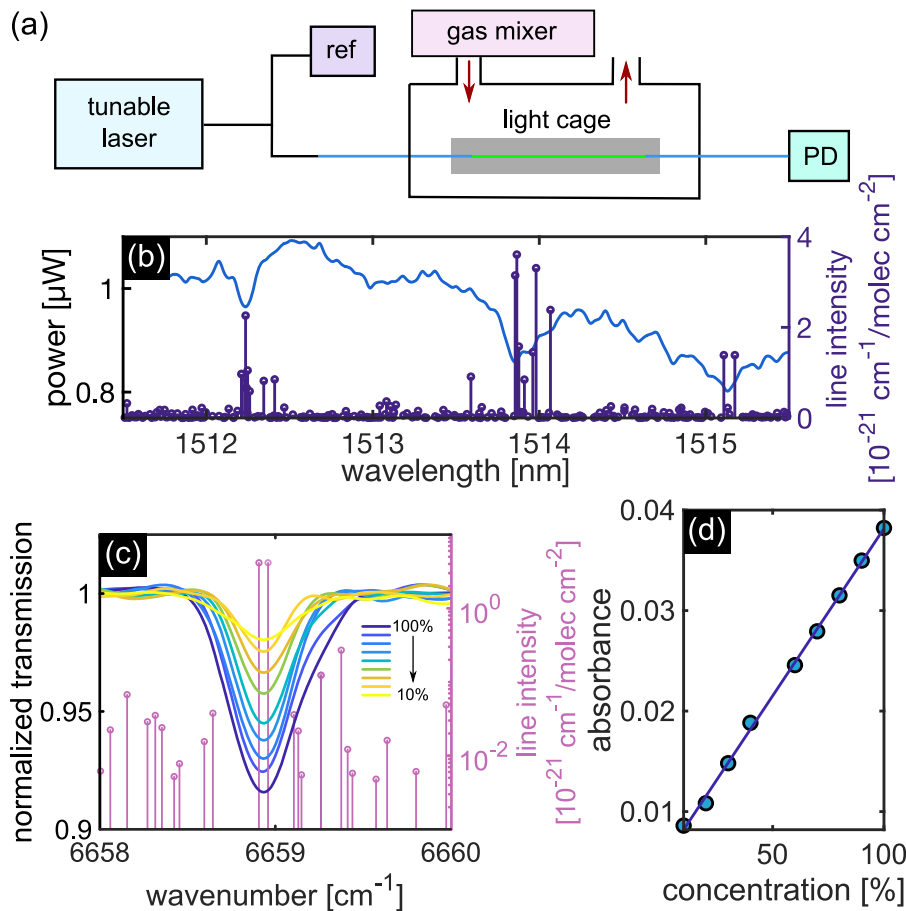 (a)
gas mixer
ref
tunable
laser
light cage
PD
(b)
power [µW]
1
0.8
4
2
0
line intensity
[10⁻²¹ cm⁻¹/molec cm⁻²]
1512
1513
1514
1515
wavelength [nm]
(c)
normalized transmission
1
0.95
0.9
100%
10%
10⁰
10⁻²
line intensity
[10⁻²¹ cm⁻¹/molec cm⁻²]
6658
6659
6660
wavenumber [cm⁻¹]
(d)
absorbance
0.04
0.03
0.02
0.01
50
100
concentration [%]